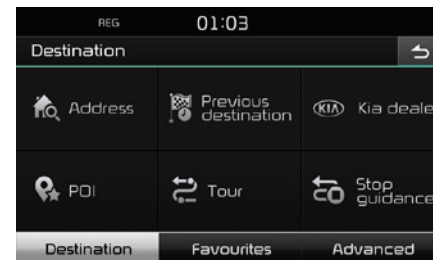 REG 01:03
Destination
Address
Previous
destination
KIA Kia deale
POI
Tour
Stop
guidance
Destination Favourites Advanced